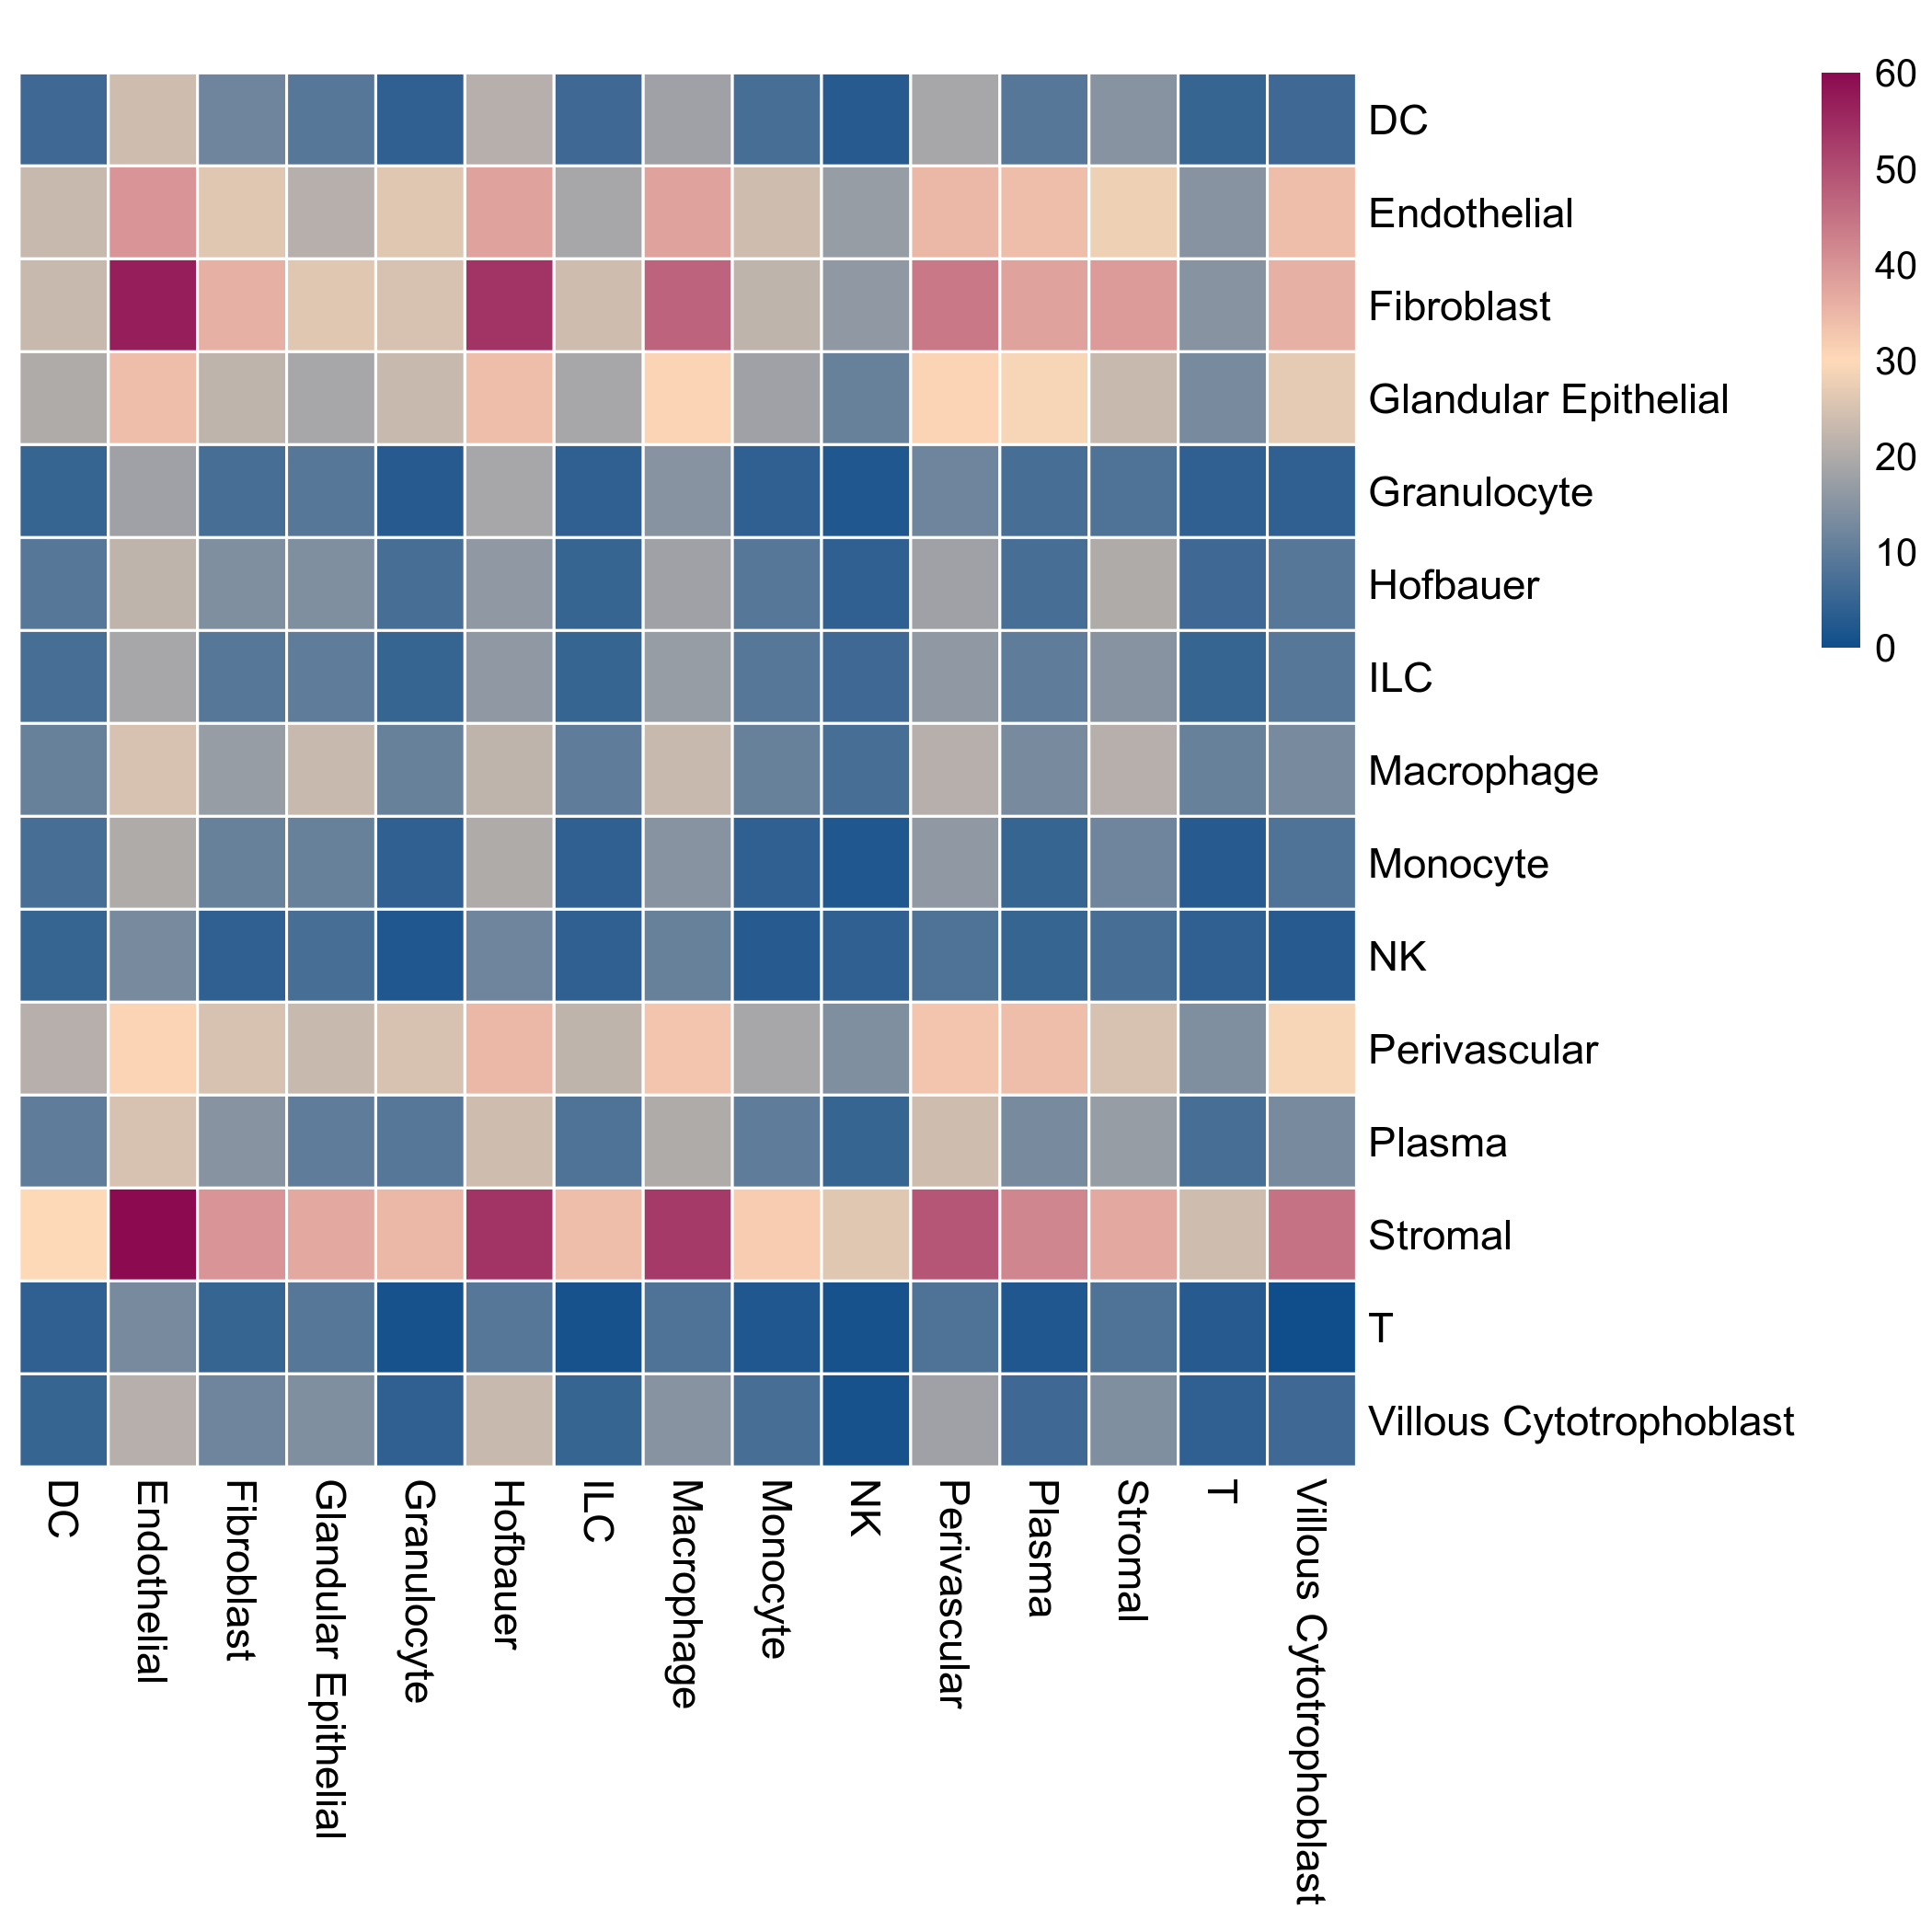 60
50
40
30
20
10
0
DC
Endothelial
Fibroblast
Glandular Epithelial
Granulocyte
Hofbauer
ILC
Macrophage
Monocyte
NK
Perivascular
Plasma
Stromal
T
Villous Cytotrophoblast
DC
Endothelial
Fibroblast
Glandular Epithelial
Granulocyte
Hofbauer
ILC
Macrophage
Monocyte
NK
Perivascular
Plasma
Stromal
T
Villous Cytotrophoblast